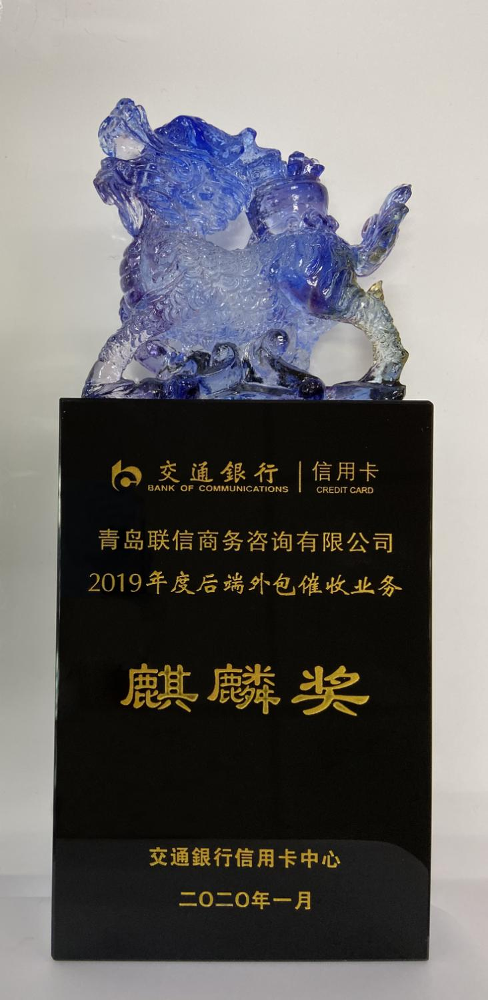 交通銀行 信用卡
BANK OF COMMUNICATIONS CREDIT CARD
青岛联信商务咨询有限公司
2019年度后端外包催收业务
麒麟奖
交通銀行信用卡中心
二〇二〇年一月